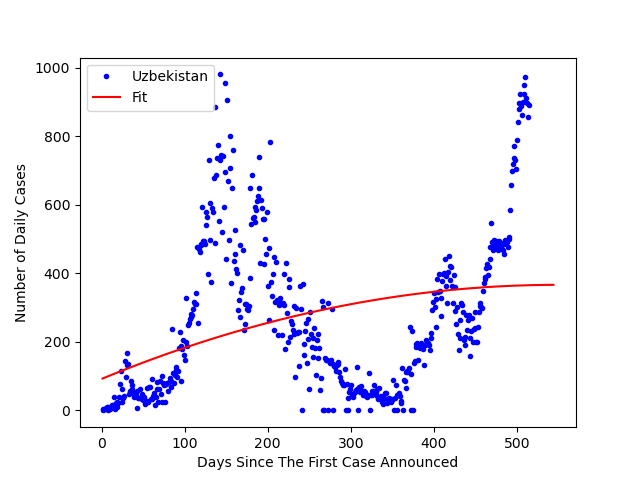 Uzbekistan
Fit
1000
800
600
400
200
0
Number of Daily Cases
0 100 200 300 400 500
Days Since The First Case Announced